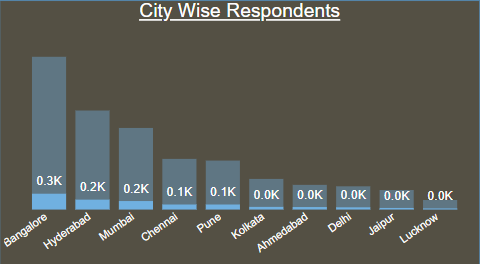 City Wise Respondents
0.3K
0.2K
0.2K
0.1K
0.1K
0.0K
0.0K
0.0K
0.0K
0.0K
Bangalore
Hyderabad
Mumbai
Chennai
Pune
Kolkata
Ahmedabad
Delhi
Jaipur
Lucknow